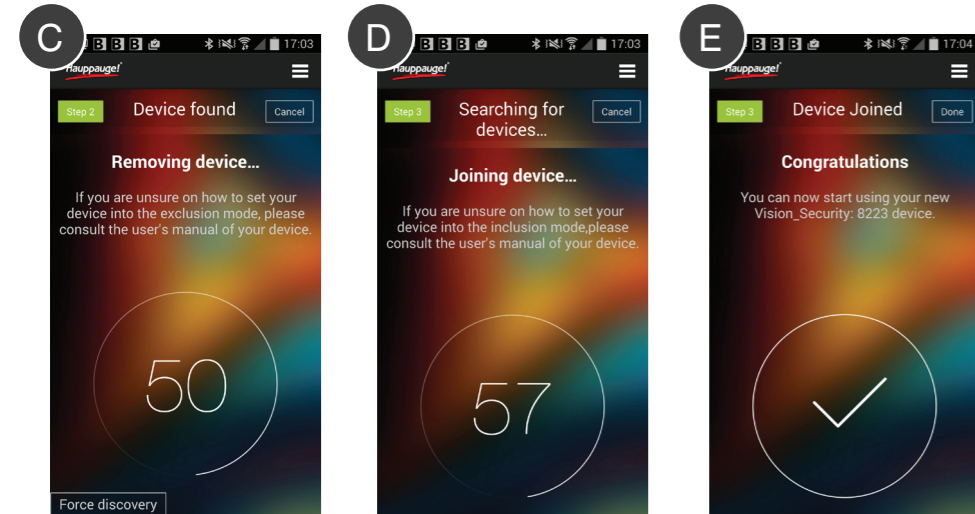 C
17:03
Hauppauge!
Step 2
Device found
Cancel
Removing device...
If you are unsure on how to set your
device into the exclusion mode, please
consult the user's manual of your device.
50
Force discovery
D
17:03
Hauppauge!
Step 3
Searching for
devices...
Cancel
Joining device...
If you are unsure on how to set your
device into the inclusion mode,please
consult the user's manual of your device.
57
E
17:04
Hauppauge!
Step 3
Device Joined
Done
Congratulations
You can now start using your new
Vision_Security: 8223 device.